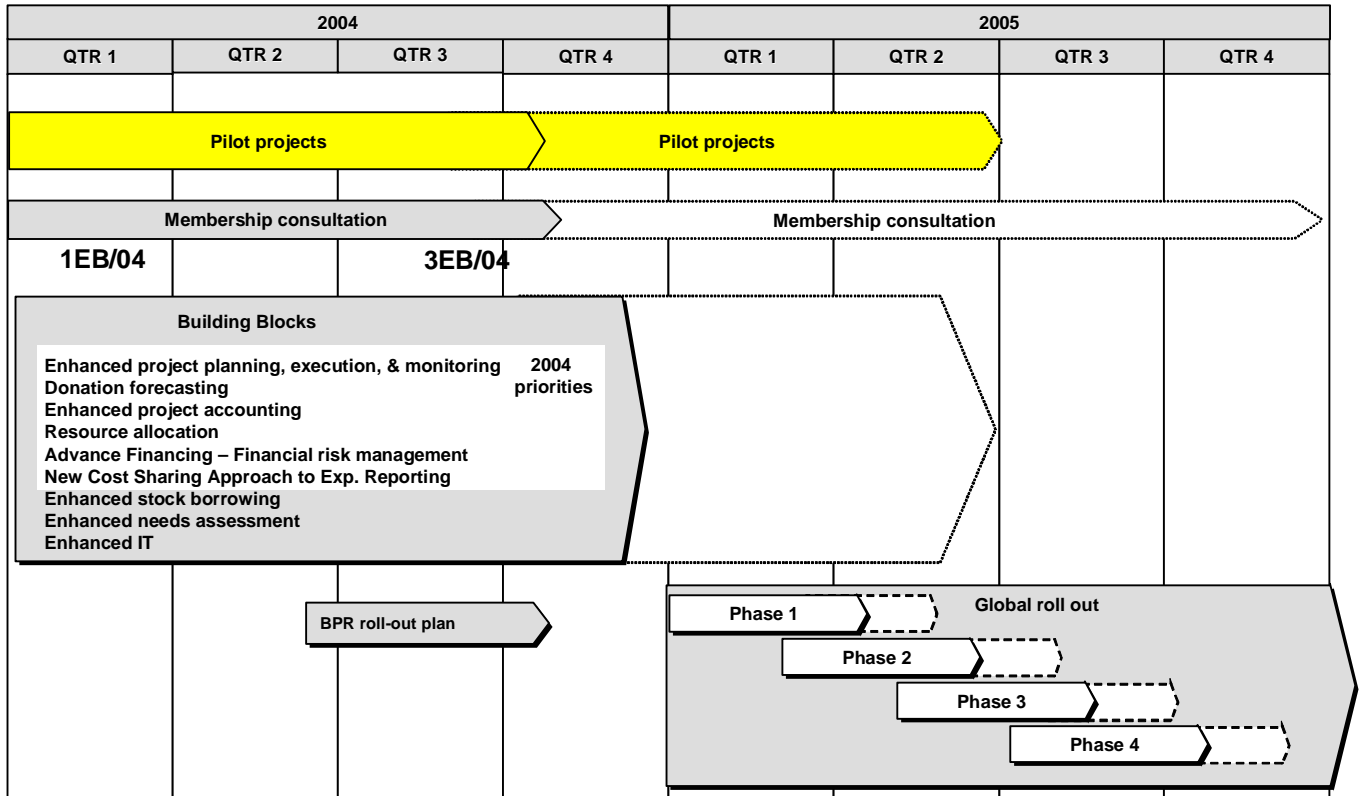 2004
2005
QTR 1
QTR 2
QTR 3
QTR 4
QTR 1
QTR 2
QTR 3
QTR 4
Pilot projects
Pilot projects
Membership consultation
Membership consultation
1EB/04
3EB/04
Building Blocks
Enhanced project planning, execution, & monitoring
Donation forecasting
Enhanced project accounting
Resource allocation
Advance Financing – Financial risk management
New Cost Sharing Approach to Exp. Reporting
Enhanced stock borrowing
Enhanced needs assessment
Enhanced IT
2004
priorities
BPR roll-out plan
Global roll out
Phase 1
Phase 2
Phase 3
Phase 4